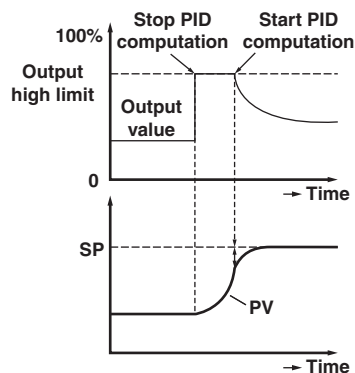 Stop PID
computation
Start PID
computation
100%
Output
high limit
Output
value
0
→ Time
SP
PV
→ Time